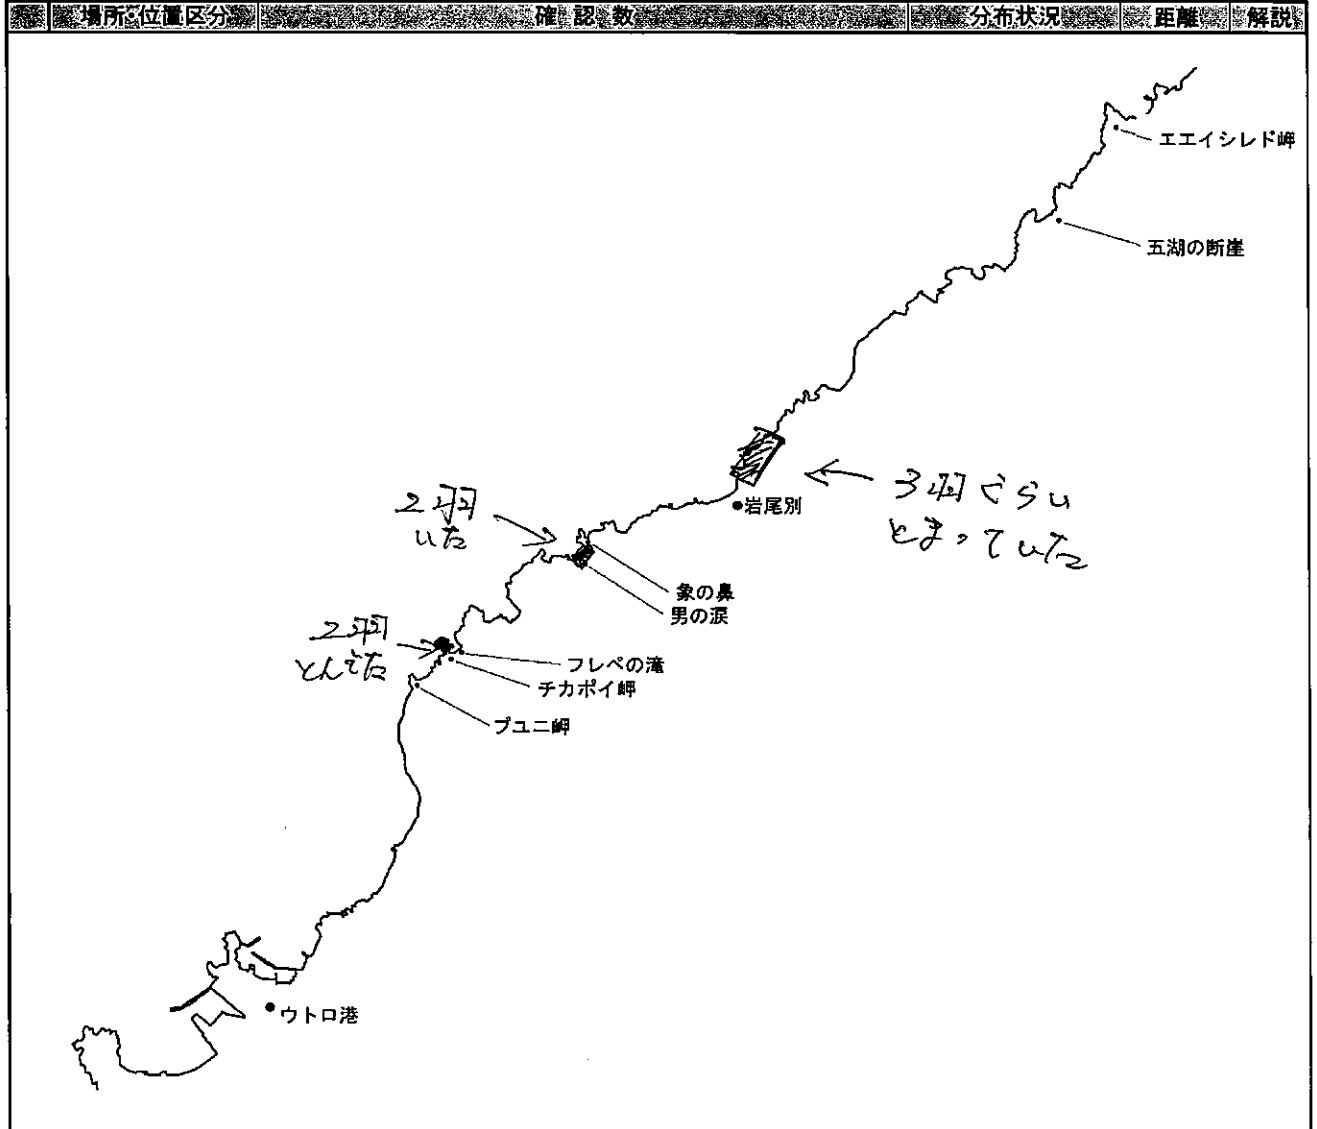 場所・位置区分 確認数 分布状況 距離 解説
エエイシレド岬
五湖の断崖
3羽ぐらい
とまっていた
岩尾別
2羽
いた
象の鼻
男の涙
2羽
とんでた
フレペの滝
チカポイ岬
プユニ岬
ウトロ港